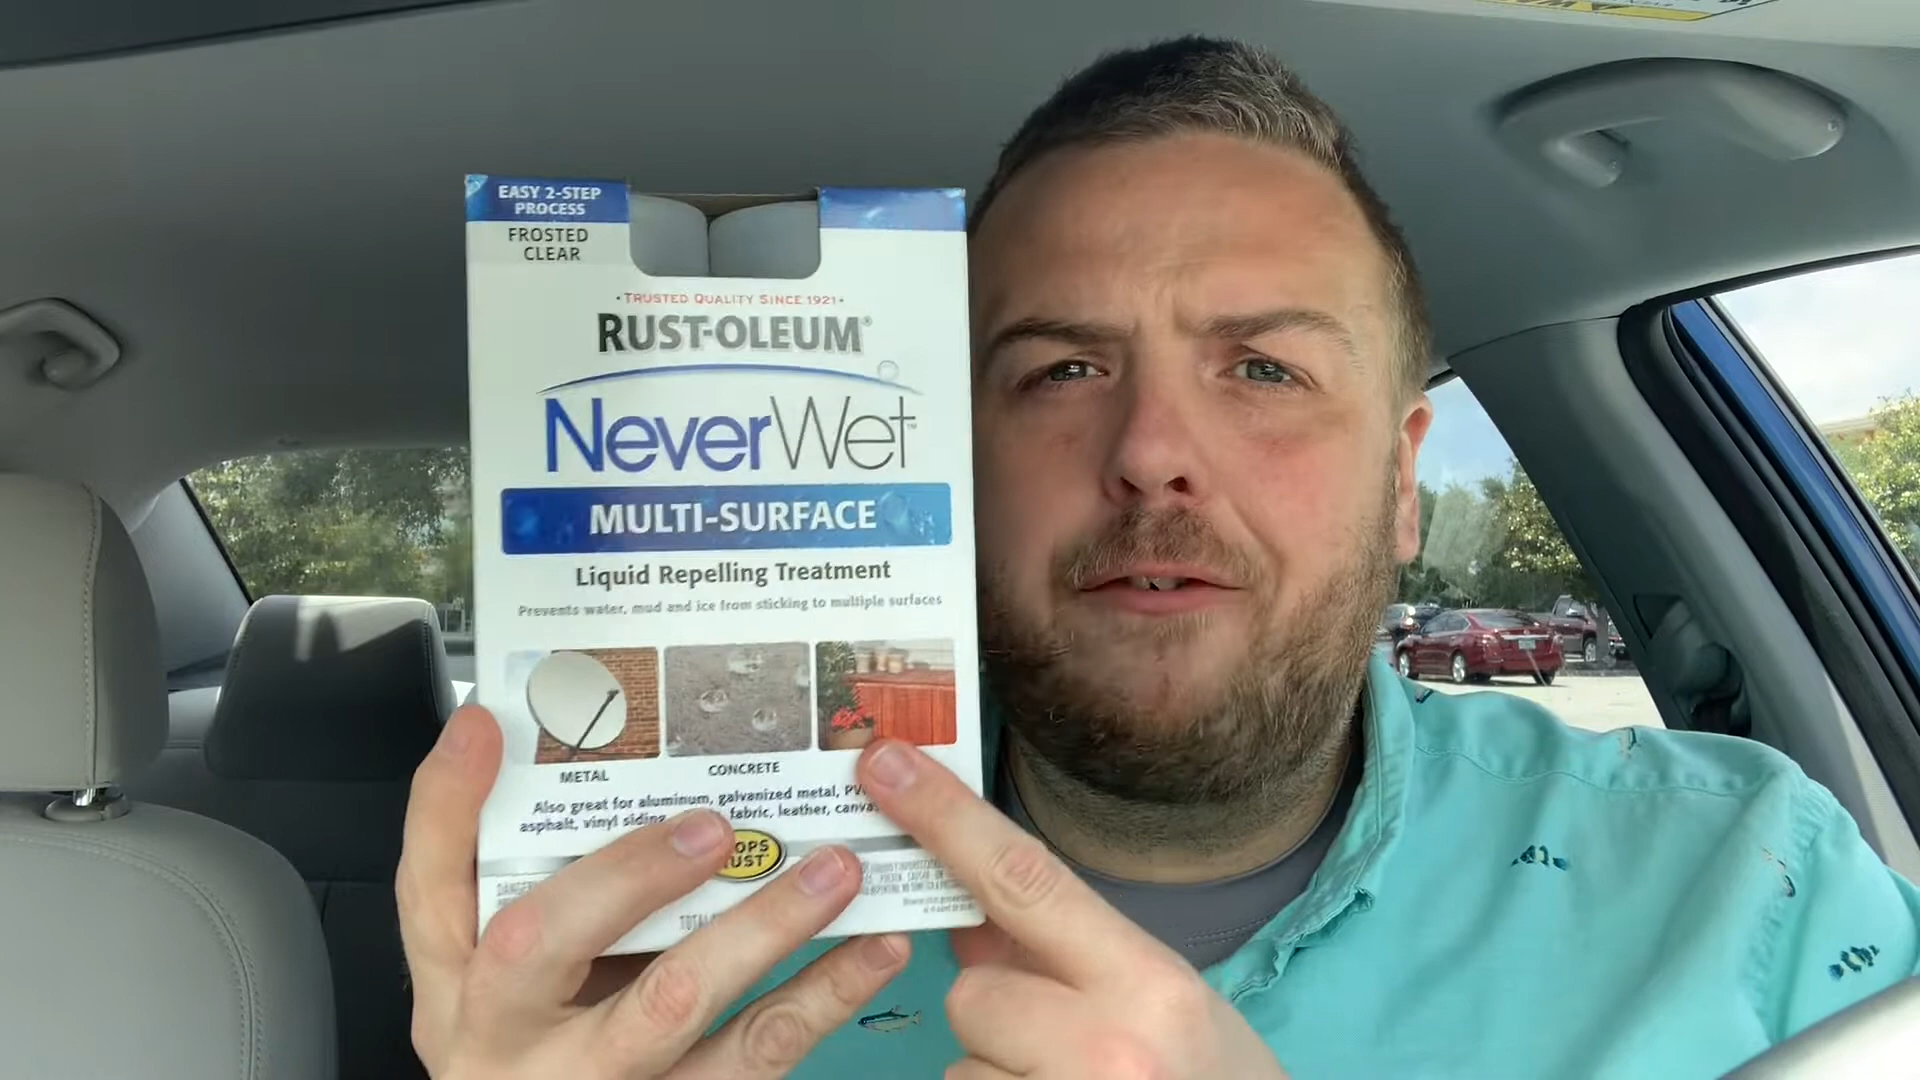 EASY 2-STEP
PROCESS
FROSTED
CLEAR
•TRUSTED QUALITY SINCE 1921•
RUST-OLEUM®
NeverWet™
MULTI-SURFACE
Liquid Repelling Treatment
Prevents water, mud and ice from sticking to multiple surfaces
METAL
CONCRETE
Also great for aluminum, galvanized metal,
asphalt, vinyl siding, fabric, leather,